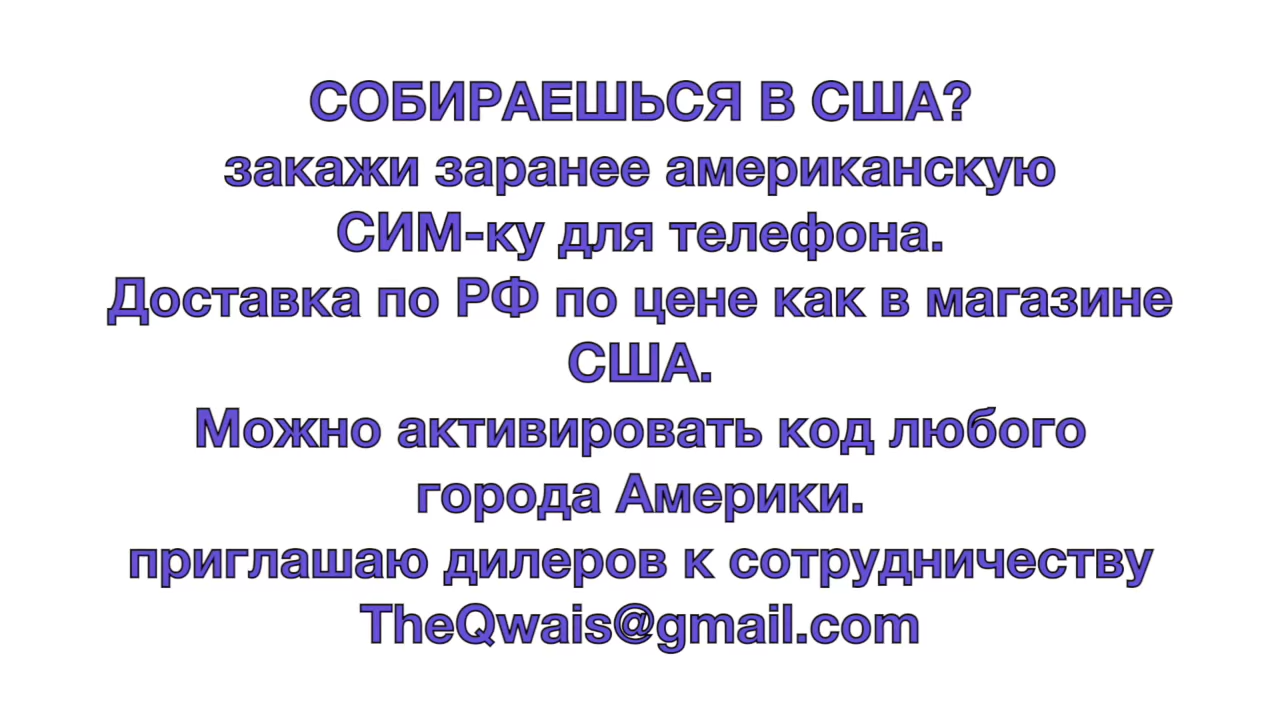 СОБИРАЕШЬСЯ В США?
закажи заранее американскую
СИМ-ку для телефона.
Доставка по РФ по цене как в магазине
США.
Можно активировать код любого
города Америки.
приглашаю дилеров к сотрудничеству
TheQwais@gmail.com